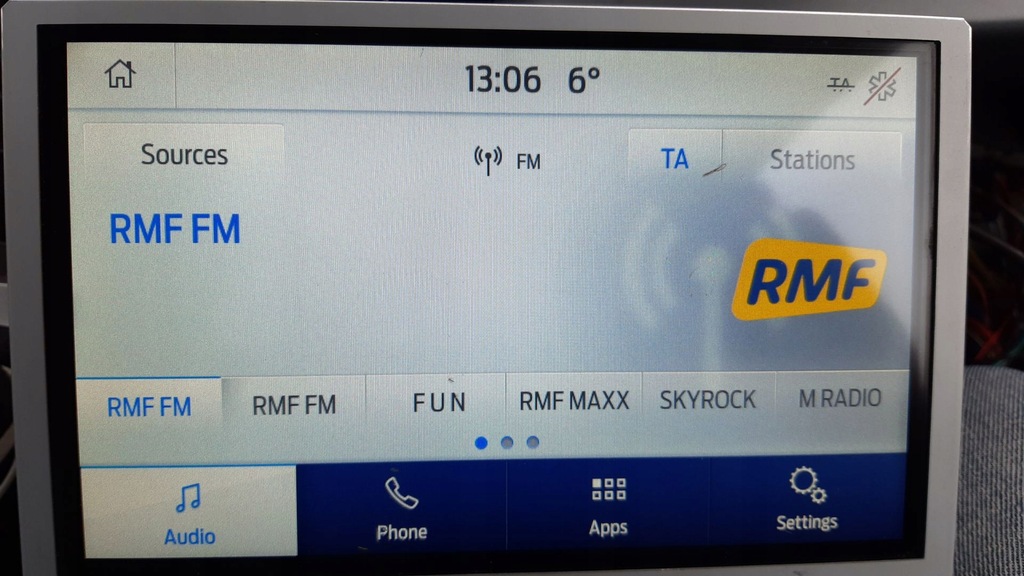 13:06 6°
TA
Sources FM TA Stations
RMF FM
RMF
RMF FM RMF FM F U N RMF MAXX SKYROCK M RADIO
Audio Phone Apps Settings